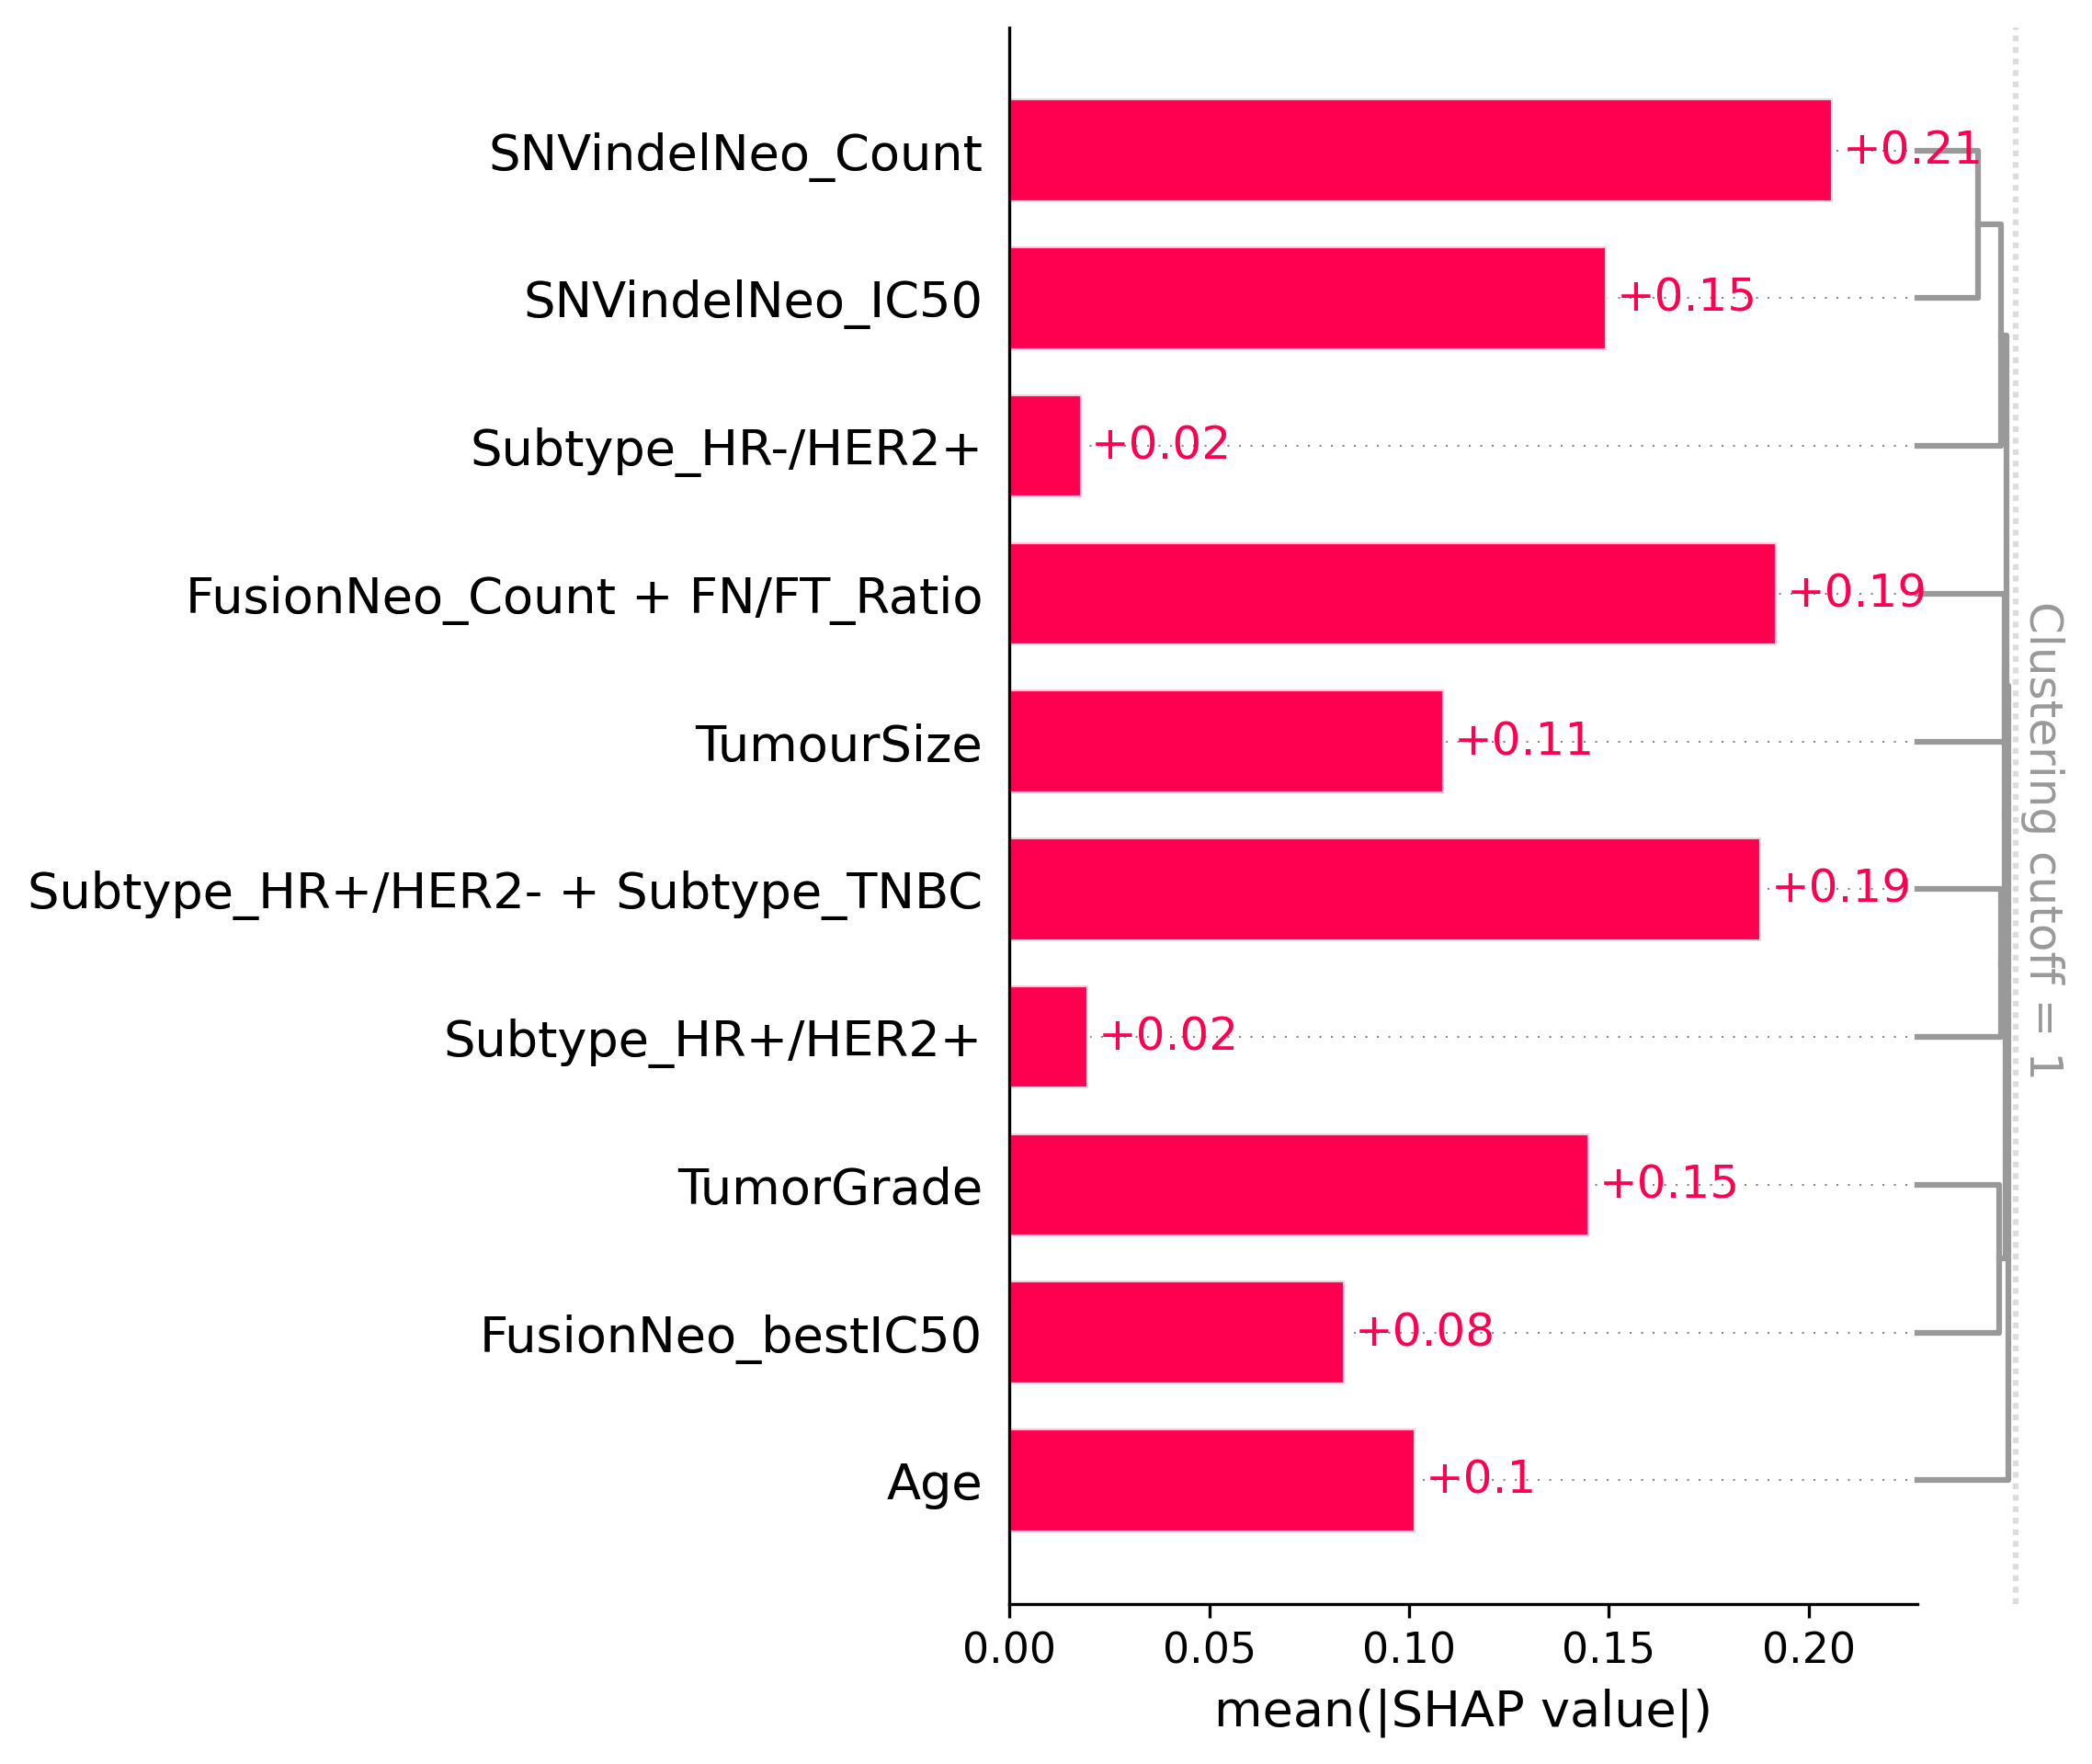 SNVindelNeo_Count +0.21
SNVindelNeo_IC50 +0.15
Subtype_HR-/HER2+ +0.02
FusionNeo_Count + FN/FT_Ratio +0.19
TumourSize +0.11
Subtype_HR+/HER2- + Subtype_TNBC +0.19
Subtype_HR+/HER2+ +0.02
TumorGrade +0.15
FusionNeo_bestIC50 +0.08
Age +0.1
Clustering cutoff = 1
0.00 0.05 0.10 0.15 0.20
mean(|SHAP value|)